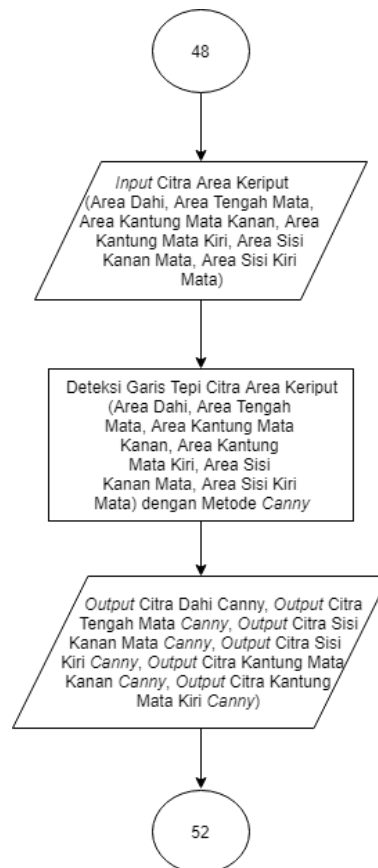 48
Input Citra Area Keriput
(Area Dahi, Area Tengah Mata,
Area Kantung Mata Kanan, Area
Kantung Mata Kiri, Area Sisi
Kanan Mata, Area Sisi Kiri
Mata)
Deteksi Garis Tepi Citra Area Keriput
(Area Dahi, Area Tengah
Mata, Area Kantung Mata
Kanan, Area Kantung
Mata Kiri, Area Sisi
Kanan Mata, Area Sisi Kiri
Mata) dengan Metode Canny
Output Citra Dahi Canny, Output Citra
Tengah Mata Canny, Output Citra Sisi
Kanan Mata Canny, Output Citra Sisi
Kiri Canny, Output Citra Kantung Mata
Kanan Canny, Output Citra Kantung
Mata Kiri Canny)
52